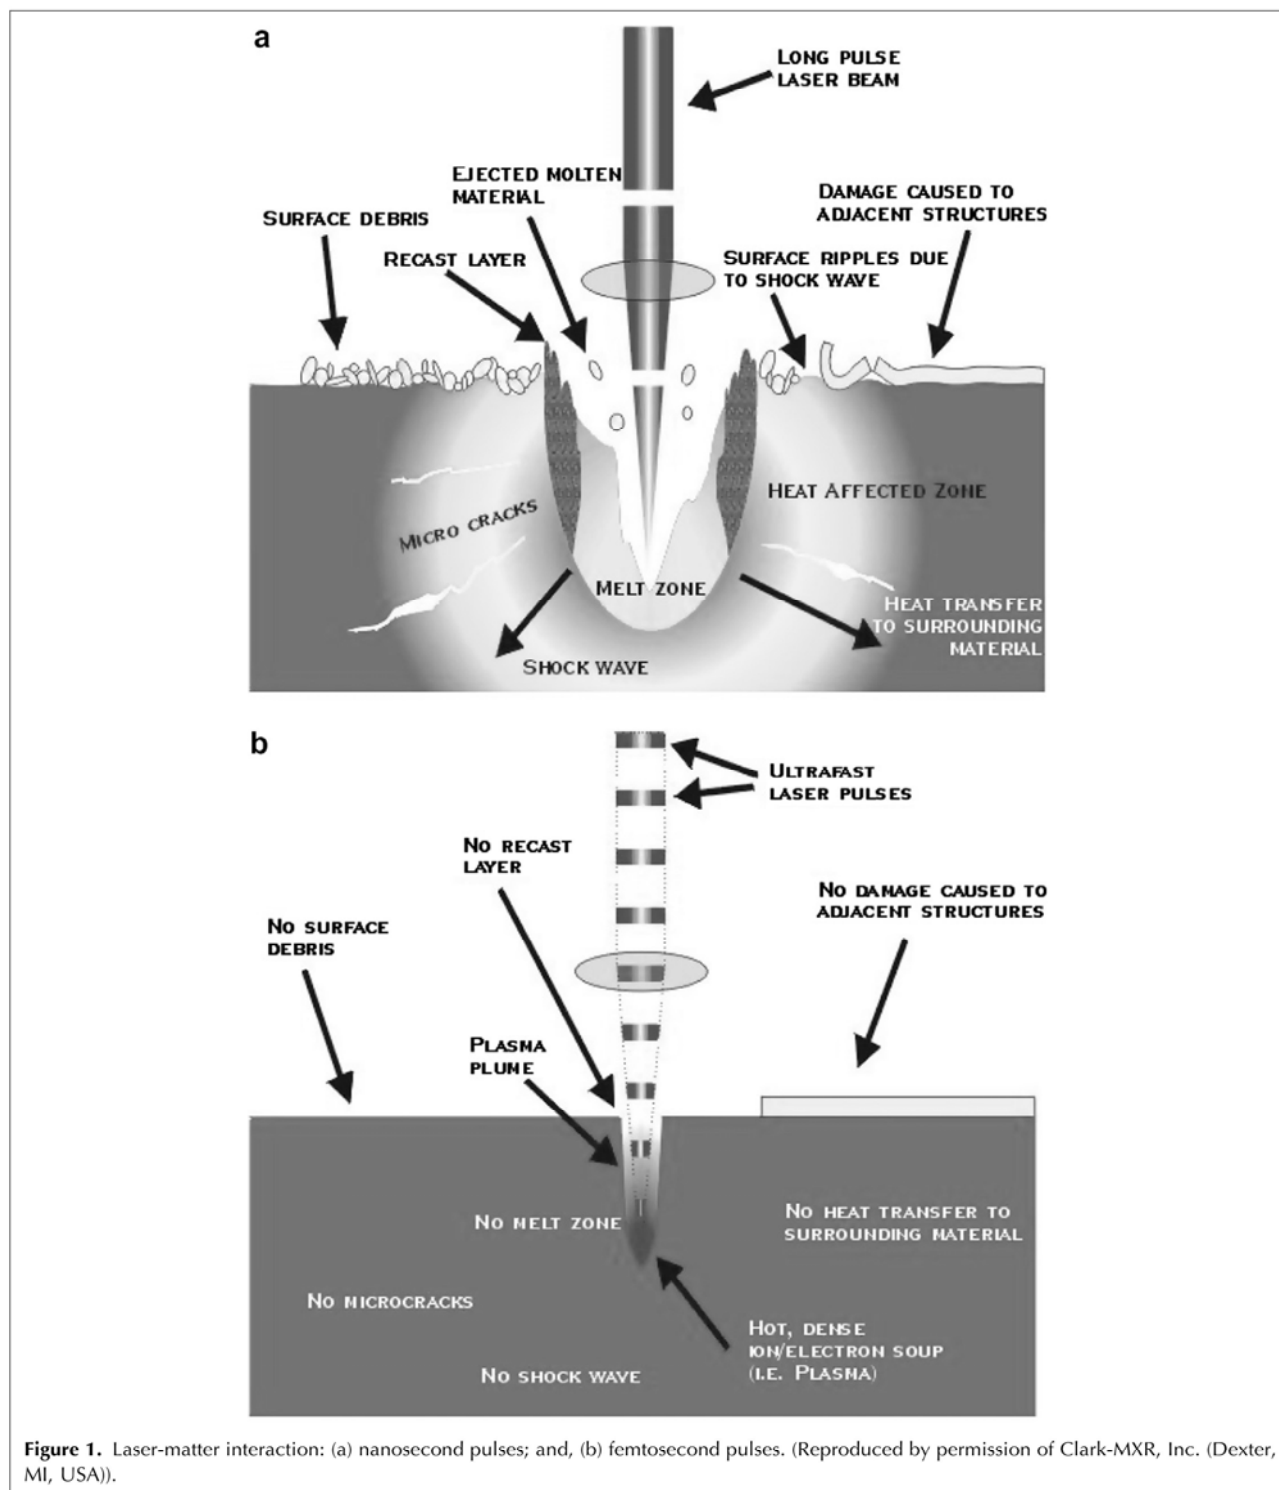 a
LONG PULSE
LASER BEAM
EJECTED MOLTEN
MATERIAL
DAMAGE CAUSED TO
ADJACENT STRUCTURES
SURFACE DEBRIS
RECAST LAYER
SURFACE RIPPLES DUE
TO SHOCK WAVE
HEAT AFFECTED ZONE
MICRO CRACKS
MELT ZONE
HEAT TRANSFER
TO SURROUNDING
MATERIAL
SHOCK WAVE
b
ULTRAFAST
LASER PULSES
NO RECAST
LAYER
NO DAMAGE CAUSED TO
ADJACENT STRUCTURES
NO SURFACE
DEBRIS
PLASMA
PLUME
NO MELT ZONE
NO HEAT TRANSFER TO
SURROUNDING MATERIAL
NO MICROCRACKS
HOT, DENSE
ION/ELECTRON SOUP
(I.E. PLASMA)
NO SHOCK WAVE
Figure 1. Laser-matter interaction: (a) nanosecond pulses; and, (b) femtosecond pulses. (Reproduced by permission of Clark-MXR, Inc. (Dexter,
MI, USA)).